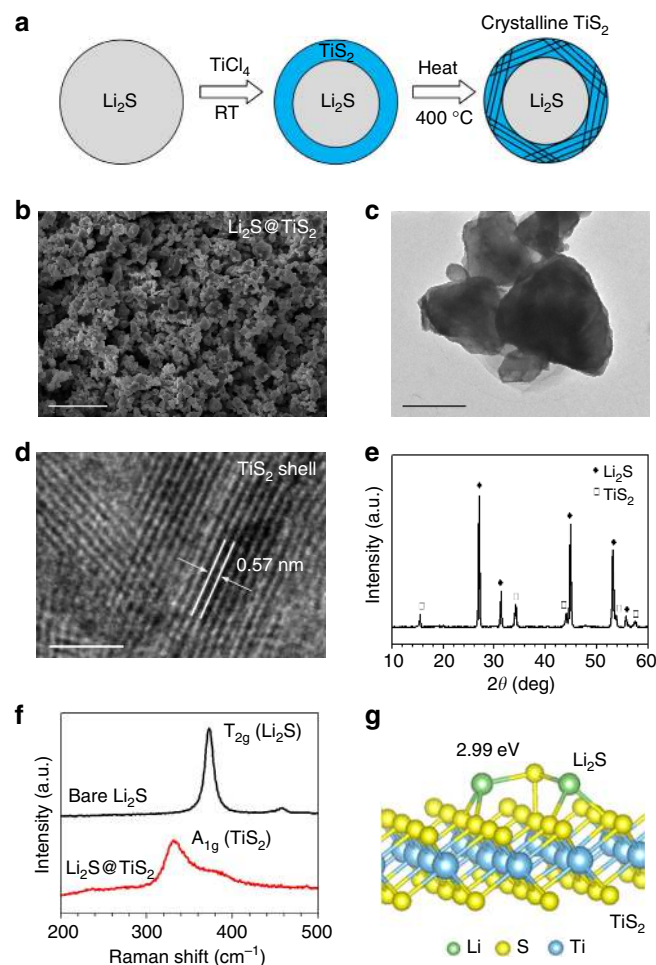 a
Crystalline TiS₂
TiCl₄
TiS₂
Heat
Li₂S
Li₂S
Li₂S
RT
400 °C
b
Li₂S@TiS₂
c
d
TiS₂ shell
0.57 nm
e
Li₂S
TiS₂
Intensity (a.u.)
10 20 30 40 50 60
2θ (deg)
f
T₂g (Li₂S)
Bare Li₂S
A₁g (TiS₂)
Li₂S@TiS₂
Intensity (a.u.)
200 300 400 500
Raman shift (cm⁻¹)
g
2.99 eV
Li₂S
TiS₂
Li S Ti